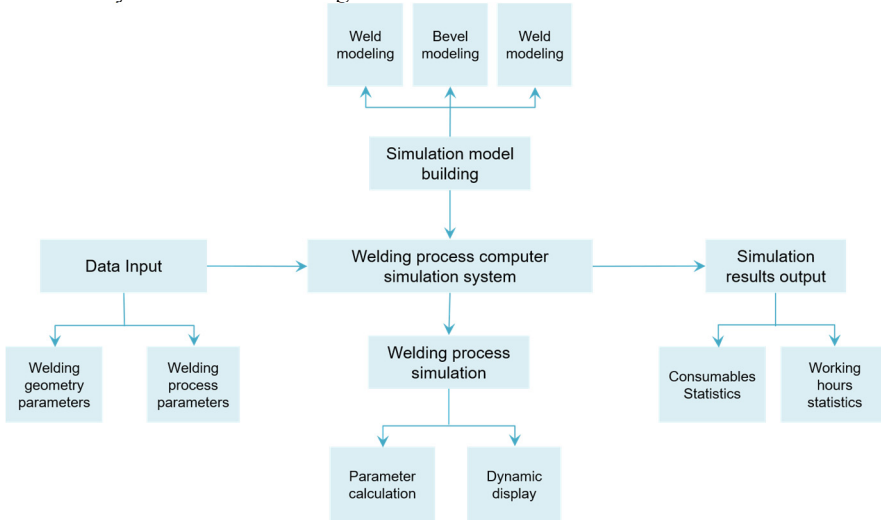 Weld
modeling
Bevel
modeling
Weld
modeling
Simulation model
building
Data Input
Welding process computer
simulation system
Simulation
results output
Welding
geometry
parameters
Welding
process
parameters
Welding process
simulation
Consumables
Statistics
Working
hours
statistics
Parameter
calculation
Dynamic
display